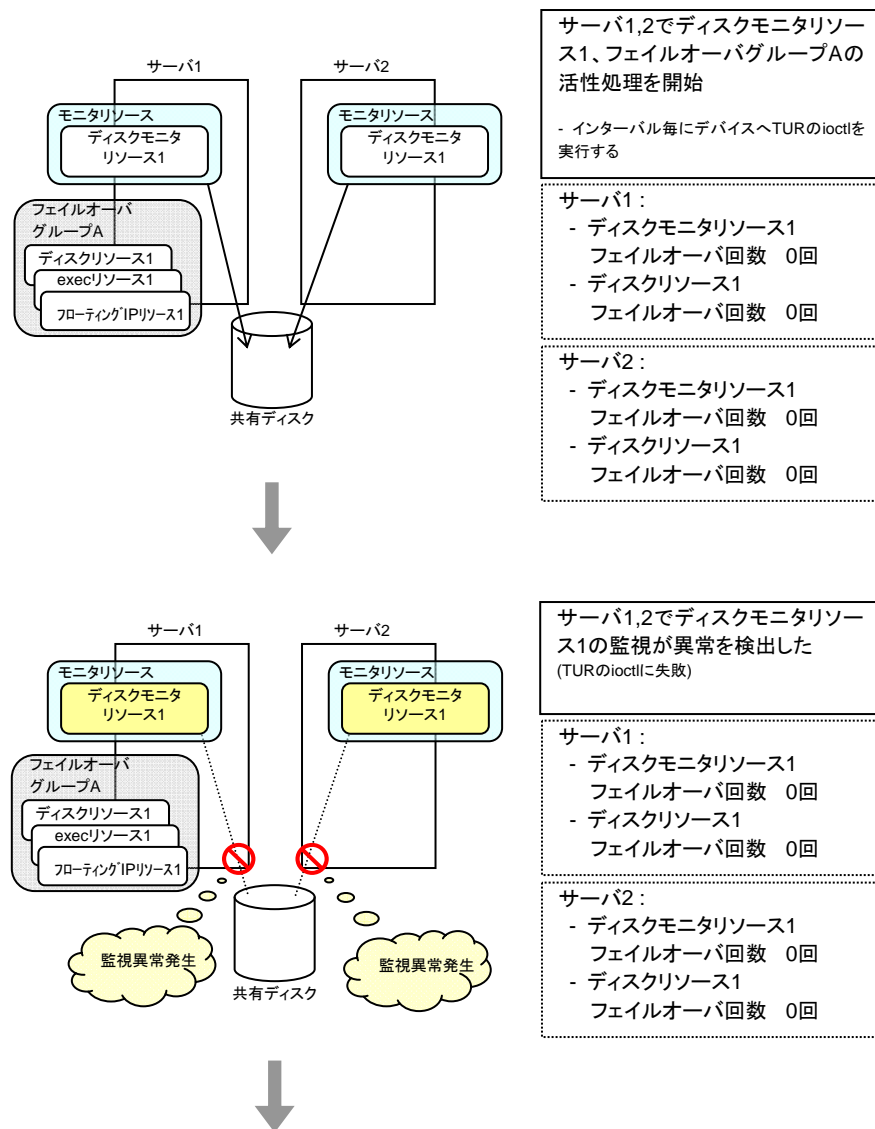 サーバ1
サーバ2
モニタリソース
ディスクモニタ
リソース1
モニタリソース
ディスクモニタ
リソース1
フェイルオーバ
グループA
ディスクリソース1
execリソース1
フローティングIPリソース1
共有ディスク
サーバ1,2でディスクモニタリソー
ス1、フェイルオーバグループAの
活性処理を開始
- インターバル毎にデバイスへTURのioctlを
実行する
サーバ1 :
- ディスクモニタリソース1
フェイルオーバ回数 0回
- ディスクリソース1
フェイルオーバ回数 0回
サーバ2 :
- ディスクモニタリソース1
フェイルオーバ回数 0回
- ディスクリソース1
フェイルオーバ回数 0回
サーバ1
サーバ2
モニタリソース
ディスクモニタ
リソース1
モニタリソース
ディスクモニタ
リソース1
フェイルオーバ
グループA
ディスクリソース1
execリソース1
フローティングIPリソース1
監視異常発生
監視異常発生
共有ディスク
サーバ1,2でディスクモニタリソー
ス1の監視が異常を検出した
(TURのioctlに失敗)
サーバ1 :
- ディスクモニタリソース1
フェイルオーバ回数 0回
- ディスクリソース1
フェイルオーバ回数 0回
サーバ2 :
- ディスクモニタリソース1
フェイルオーバ回数 0回
- ディスクリソース1
フェイルオーバ回数 0回